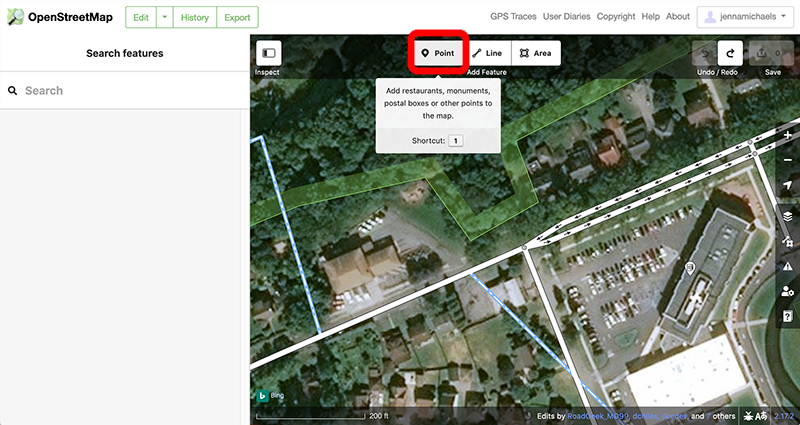 OpenStreetMap
Edit
History
Export
GPS Traces
User Diaries
Copyright
Help
About
jennamichaels
Search features
Search
Inspect
Point
Line
Area
Add Feature
Undo / Redo
0
Save
Add restaurants, monuments,
postal boxes or other points to
the map.
Shortcut: 1
Bing
200 ft
Edits by RoadGeek_MD99, dchiles, jeedes, and 7 others
2.17.2